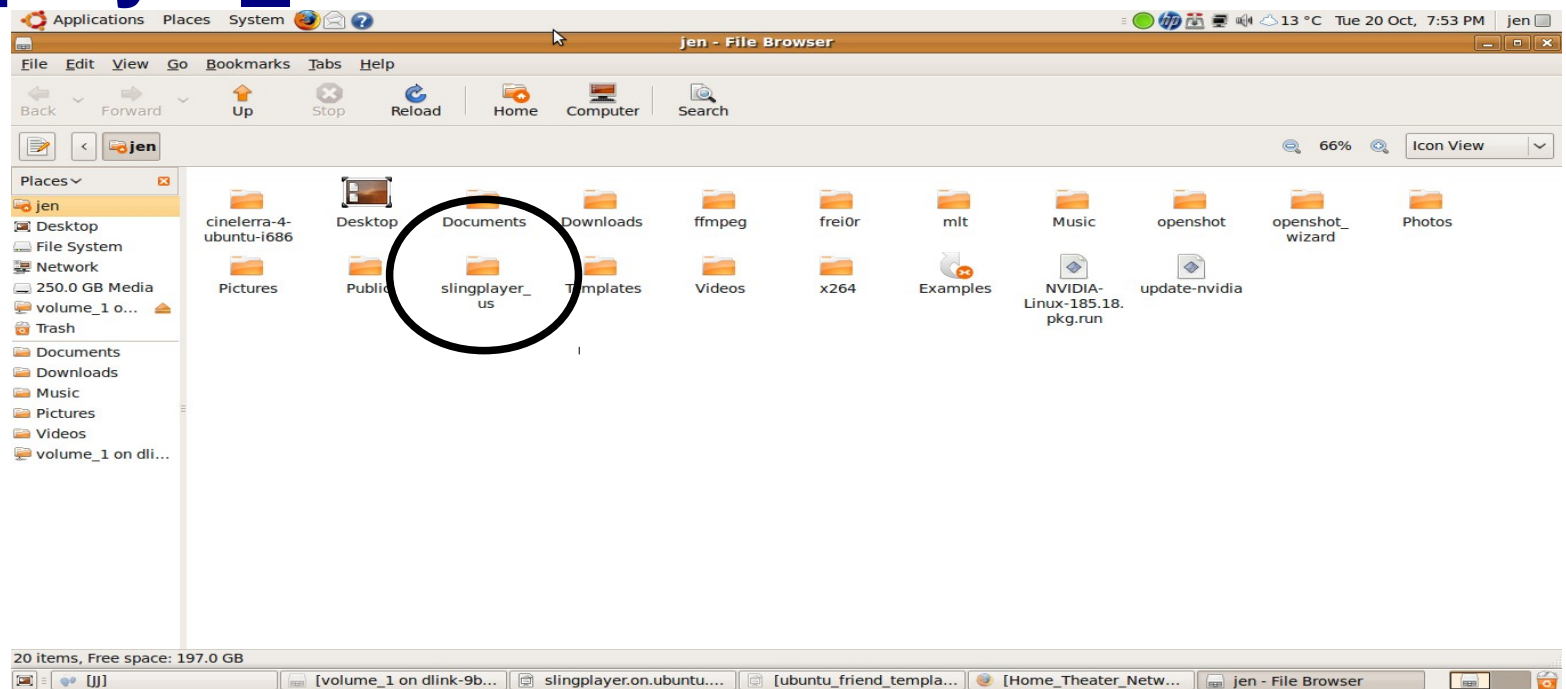 Applications Places System 13 °C Tue 20 Oct, 7:53 PM jen
jen - File Browser
File Edit View Go Bookmarks Tabs Help
Back Forward Up Stop Reload Home Computer Search
jen 66% Icon View
Places
jen
Desktop
File System
Network
250.0 GB Media
volume_1 o...
Trash
Documents
Downloads
Music
Pictures
Videos
volume_1 on dli...
cinelerra-4-
ubuntu-i686
Desktop
Documents
Downloads
ffmpeg
frei0r
mlt
Music
openshot
openshot_
wizard
Photos
Pictures
Public
slingplayer_
us
Templates
Videos
x264
Examples
NVIDIA-
Linux-185.18.
pkg.run
update-nvidia
20 items, Free space: 197.0 GB
[JJ] [volume_1 on dlink-9b... slingplayer.on.ubuntu.... [ubuntu_friend_templa... [Home_Theater_Netw... jen - File Browser